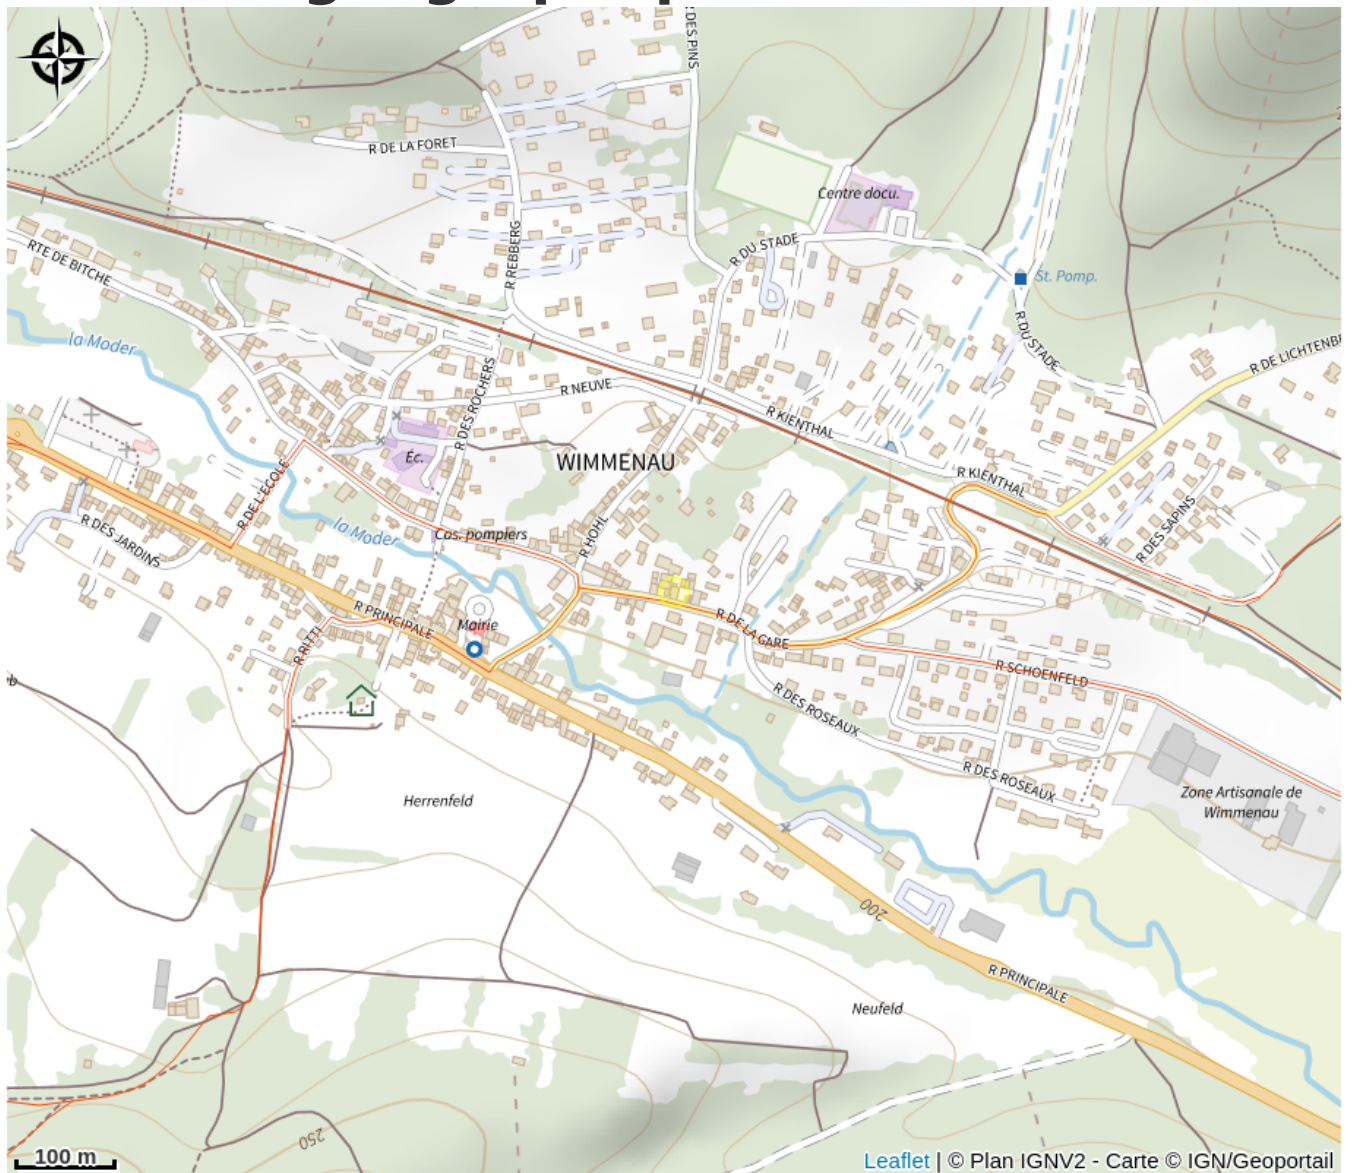 R DES PINS
R DE LA FORET
Centre docu.
R DU STADE
R REBBERG
RTE DE BITCHE
St. Pomp.
R DU STADE
la Moder
R DE LICHTENBE
R NEUVE
R DES ROCHERS
R KIENTHAL
Éc.
WIMMENAU
R KIENTHAL
R DE L'ECOLE
R DES SAPINS
la Moder
Cas. pompiers
R HOHL
R DES JARDINS
R PRINCIPALE
Mairie
R DE LA GARE
R RITTI
R SCHOENFELD
R DES ROSEAUX
R DES ROSEAUX
Zone Artisanale de
Wimmenau
Herrenfeld
200
R PRINCIPALE
Neufeld
250
100 m
Leaflet | © Plan IGNV2 - Carte © IGN/Geoportail